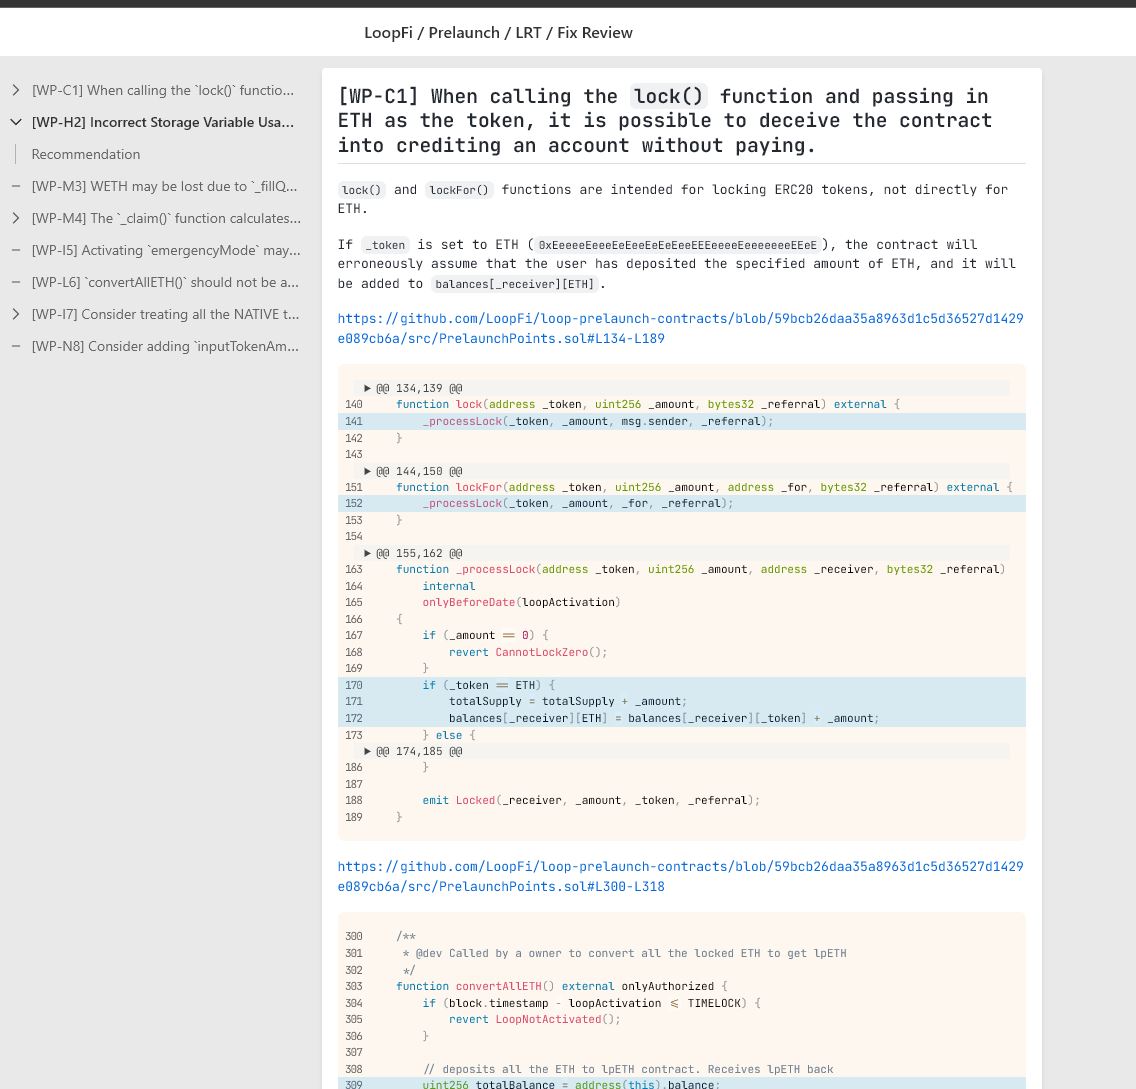 LoopFi / Prelaunch / LRT / Fix Review
[WP-C1] When calling the `lock()` functio...
[WP-H2] Incorrect Storage Variable Usa...
Recommendation
[WP-M3] WETH may be lost due to `_fillQ...
[WP-M4] The `_claim()` function calculates...
[WP-I5] Activating `emergencyMode` may...
[WP-L6] `convertAllETH()` should not be a...
[WP-I7] Consider treating all the NATIVE t...
[WP-N8] Consider adding `inputTokenAm...
[WP-C1] When calling the lock() function and passing in
ETH as the token, it is possible to deceive the contract
into crediting an account without paying.
lock() and lockFor() functions are intended for locking ERC20 tokens, not directly for
ETH.
If _token is set to ETH ( 0xEeeeeEeeeEeEeeEeEeEeeEEEeeeeEeeeeeeeEEeE ), the contract will
erroneously assume that the user has deposited the specified amount of ETH, and it will
be added to balances[_receiver][ETH] .
https://github.com/LoopFi/loop-prelaunch-contracts/blob/59bcb26daa35a8963d1c5d36527d1429
e089cb6a/src/PrelaunchPoints.sol#L134-L189
▶ @@ 134,139 @@
140 function lock(address _token, uint256 _amount, bytes32 _referral) external {
141 _processLock(_token, _amount, msg.sender, _referral);
142 }
143
▶ @@ 144,150 @@
151 function lockFor(address _token, uint256 _amount, address _for, bytes32 _referral) external {
152 _processLock(_token, _amount, _for, _referral);
153 }
154
▶ @@ 155,162 @@
163 function _processLock(address _token, uint256 _amount, address _receiver, bytes32 _referral)
164 internal
165 onlyBeforeDate(loopActivation)
166 {
167 if (_amount == 0) {
168 revert CannotLockZero();
169 }
170 if (_token == ETH) {
171 totalSupply = totalSupply + _amount;
172 balances[_receiver][ETH] = balances[_receiver][_token] + _amount;
173 } else {
▶ @@ 174,185 @@
186 }
187
188 emit Locked(_receiver, _amount, _token, _referral);
189 }
https://github.com/LoopFi/loop-prelaunch-contracts/blob/59bcb26daa35a8963d1c5d36527d1429
e089cb6a/src/PrelaunchPoints.sol#L300-L318
300 /**
301 * @dev Called by a owner to convert all the locked ETH to get lpETH
302 */
303 function convertAllETH() external onlyAuthorized {
304 if (block.timestamp - loopActivation <= TIMELOCK) {
305 revert LoopNotActivated();
306 }
307
308 // deposits all the ETH to lpETH contract. Receives lpETH back
309 uint256 totalBalance = address(this).balance;